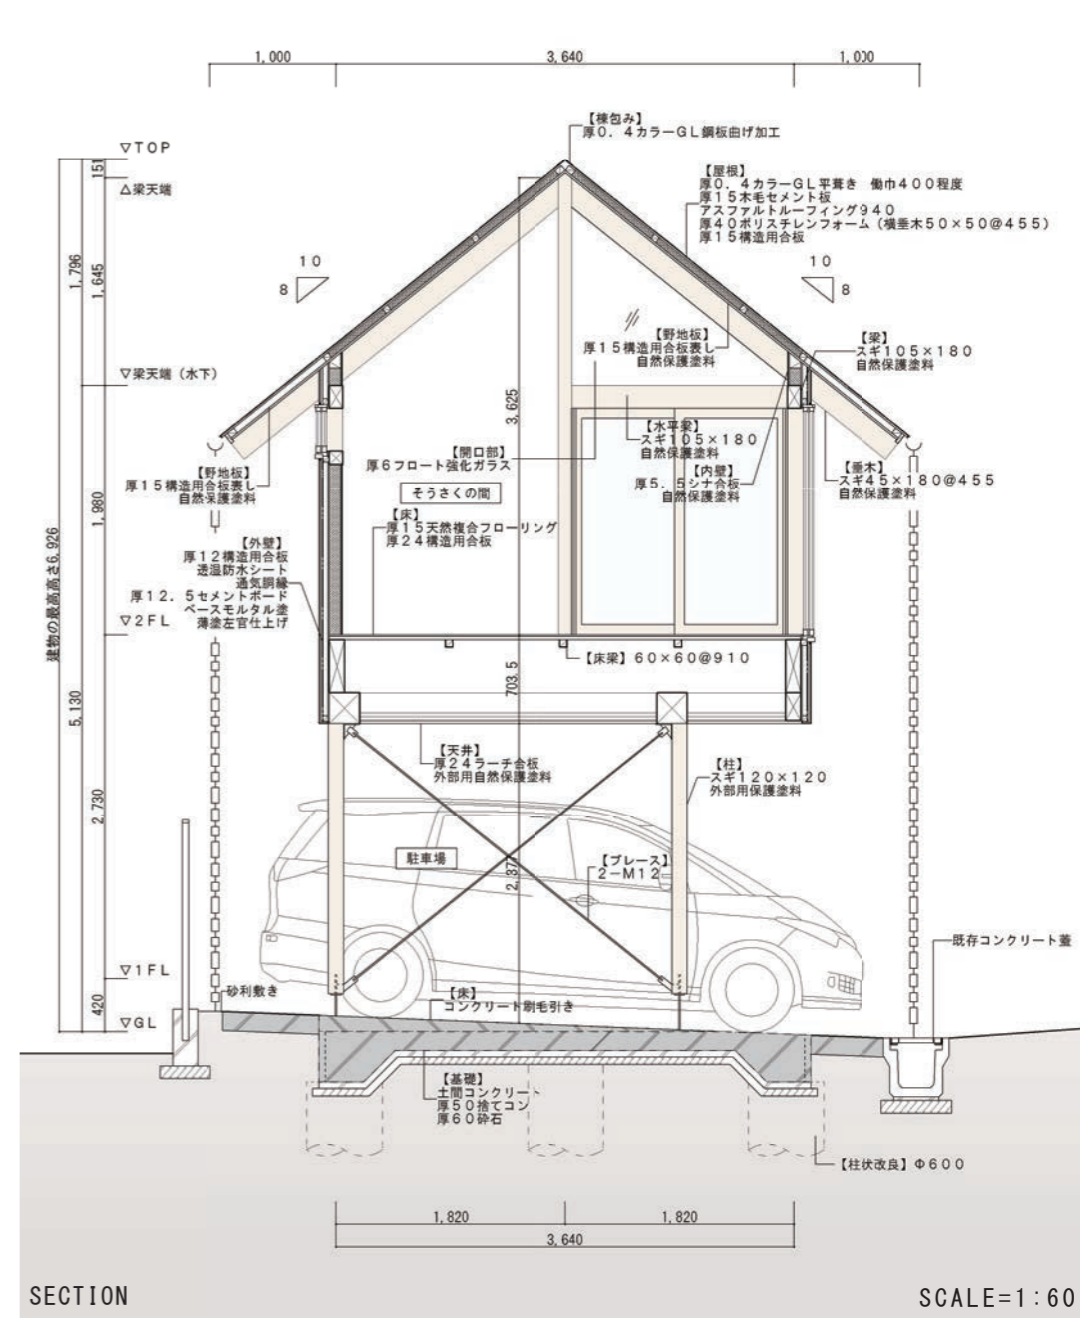 1,000
3,640
1,000
【棟包み】
厚0.4カラーGL鋼板曲げ加工
▽TOP
151
△梁天端
【屋根】
厚0.4カラーGL平葺き 働巾400程度
厚15木毛セメント板
アスファルトルーフィング940
厚40ポリスチレンフォーム(横垂木50×50@455)
厚15構造用合板
1,796
1,645
10
8
10
8
【野地板】
厚15構造用合板表し
自然保護塗料
【梁】
スギ105×180
自然保護塗料
▽梁天端(水下)
3,625
【水平梁】
スギ105×180
自然保護塗料
【開口部】
厚6フロート強化ガラス
【内壁】
厚5.5シナ合板
自然保護塗料
【垂木】
スギ45×180@455
自然保護塗料
【野地板】
厚15構造用合板表し
自然保護塗料
そうさくの間
【床】
厚15天然複合フローリング
厚24構造用合板
1,980
建物の最高高さ6,926
【外壁】
厚12構造用合板
透湿防水シート
通気胴縁
厚12.5セメントボード
ベースモルタル塗
薄塗左官仕上げ
▽2FL
【床梁】60×60@910
703.5
5,130
【天井】
厚24ラーチ合板
外部用自然保護塗料
【柱】
スギ120×120
外部用保護塗料
2,730
駐車場
【ブレース】
2-M12
既存コンクリート蓋
▽1FL
砂利敷き
【床】
コンクリート刷毛引き
420
▽GL
【基礎】
土間コンクリート
厚50捨てコン
厚60砕石
【柱状改良】Φ600
1,820
1,820
3,640
SECTION
SCALE=1:60